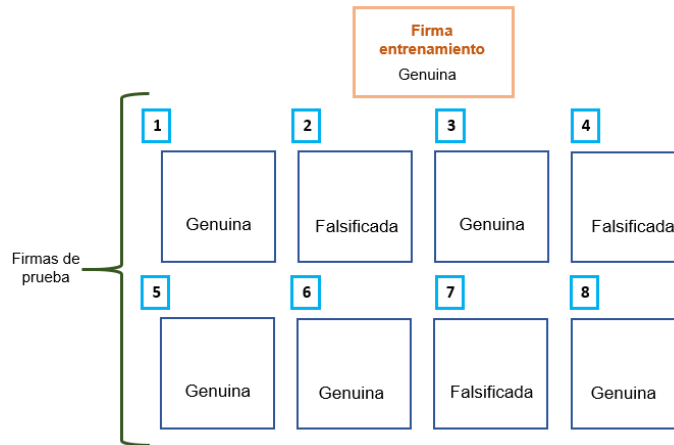 Firma
entrenamiento
Genuina
1
2
3
4
Genuina
Falsificada
Genuina
Falsificada
Firmas de
prueba
5
6
7
8
Genuina
Genuina
Falsificada
Genuina